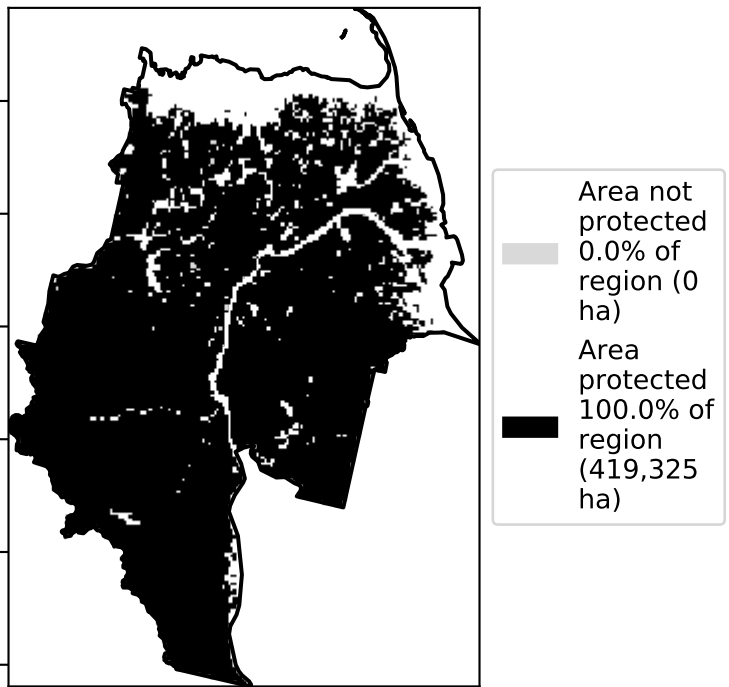 Area not
protected
0.0% of
region (0
ha)
Area
protected
100.0% of
region
(419,325
ha)